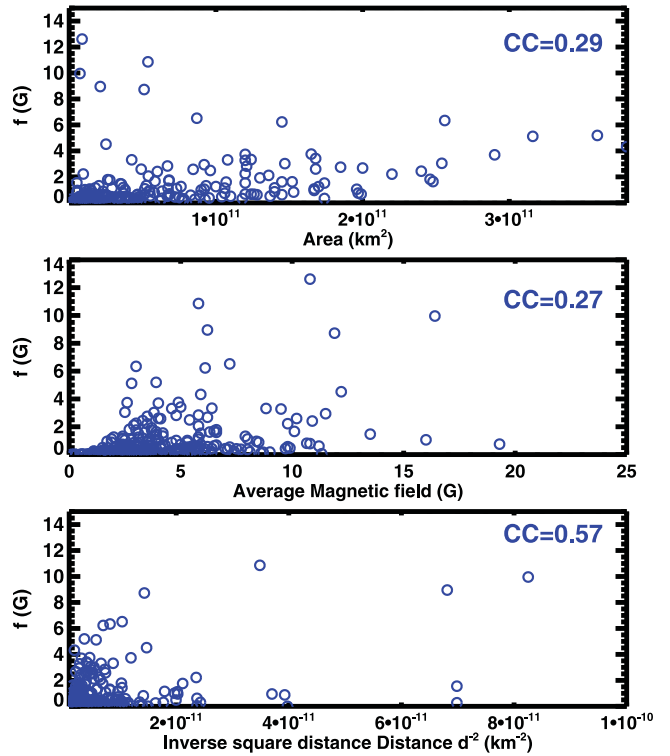 14
12
10
8
6
4
2
0
f (G)
CC=0.29
1•10¹¹ 2•10¹¹ 3•10¹¹
Area (km²)
14
12
10
8
6
4
2
0
f (G)
CC=0.27
0 5 10 15 20 25
Average Magnetic field (G)
14
12
10
8
6
4
2
0
f (G)
CC=0.57
2•10⁻¹¹ 4•10⁻¹¹ 6•10⁻¹¹ 8•10⁻¹¹ 1•10⁻¹⁰
Inverse square distance Distance d⁻² (km⁻²)